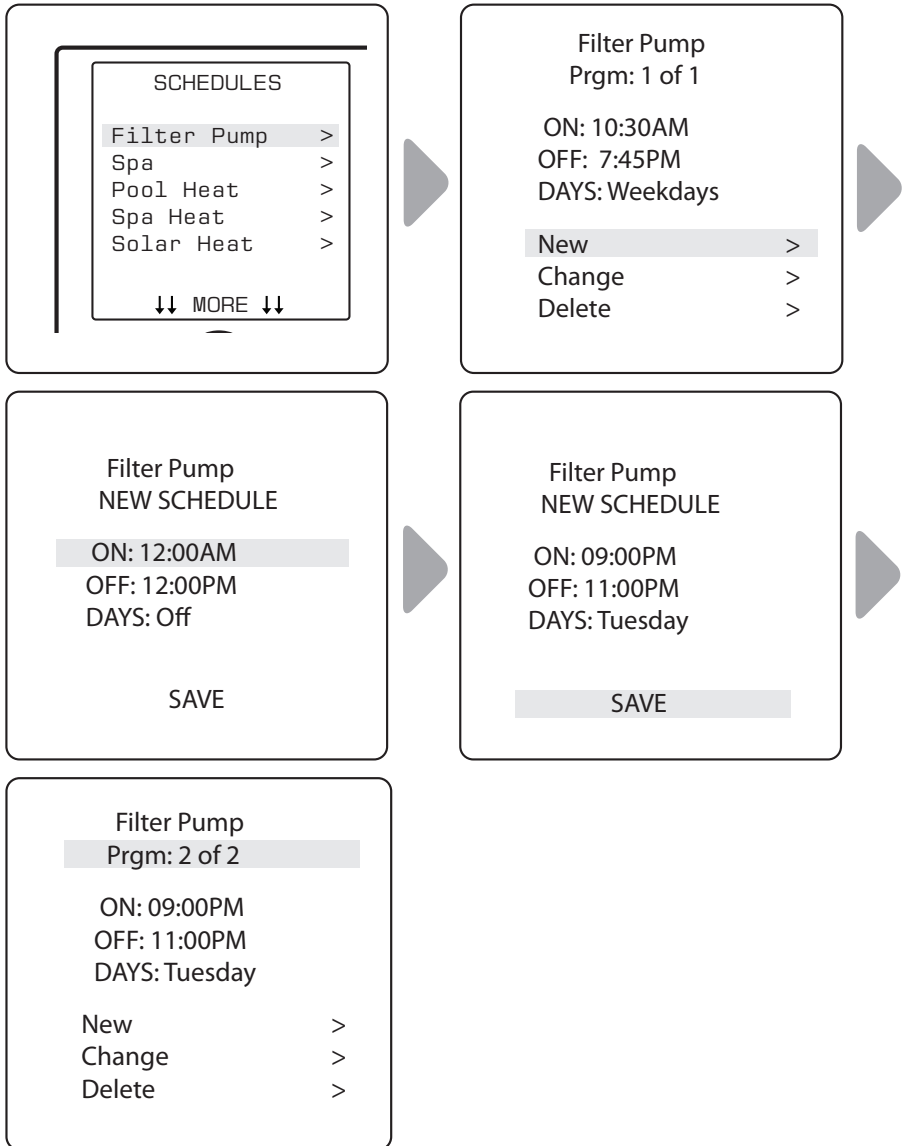 SCHEDULES
Filter Pump >
Spa >
Pool Heat >
Spa Heat >
Solar Heat >
↓↓ MORE ↓↓
Filter Pump
Prgm: 1 of 1
ON: 10:30AM
OFF: 7:45PM
DAYS: Weekdays
New >
Change >
Delete >
Filter Pump
NEW SCHEDULE
ON: 12:00AM
OFF: 12:00PM
DAYS: Off
SAVE
Filter Pump
NEW SCHEDULE
ON: 09:00PM
OFF: 11:00PM
DAYS: Tuesday
SAVE
Filter Pump
Prgm: 2 of 2
ON: 09:00PM
OFF: 11:00PM
DAYS: Tuesday
New >
Change >
Delete >